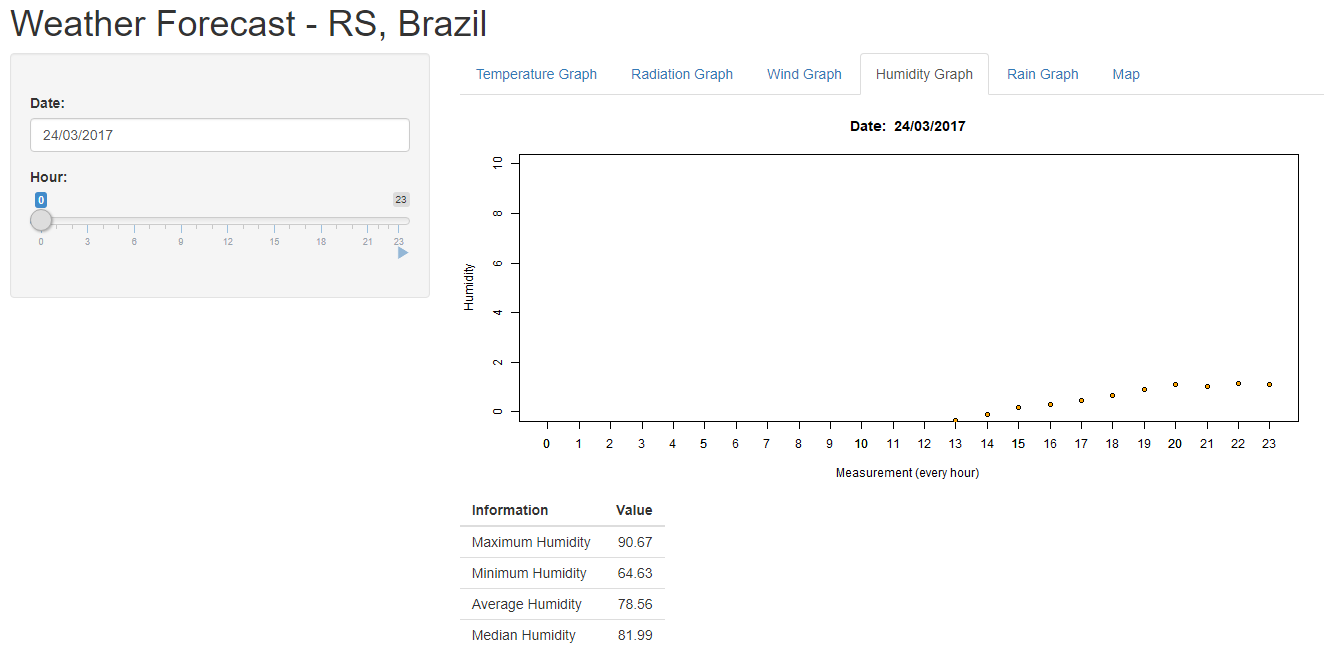 Weather Forecast - RS, Brazil
Date:
24/03/2017
Hour:
0 23
0 3 6 9 12 15 18 21 23
Temperature Graph Radiation Graph Wind Graph Humidity Graph Rain Graph Map
Date: 24/03/2017
10
8
6
4
2
0
Humidity
0 1 2 3 4 5 6 7 8 9 10 11 12 13 14 15 16 17 18 19 20 21 22 23
Measurement (every hour)
Information Value
Maximum Humidity 90.67
Minimum Humidity 64.63
Average Humidity 78.56
Median Humidity 81.99